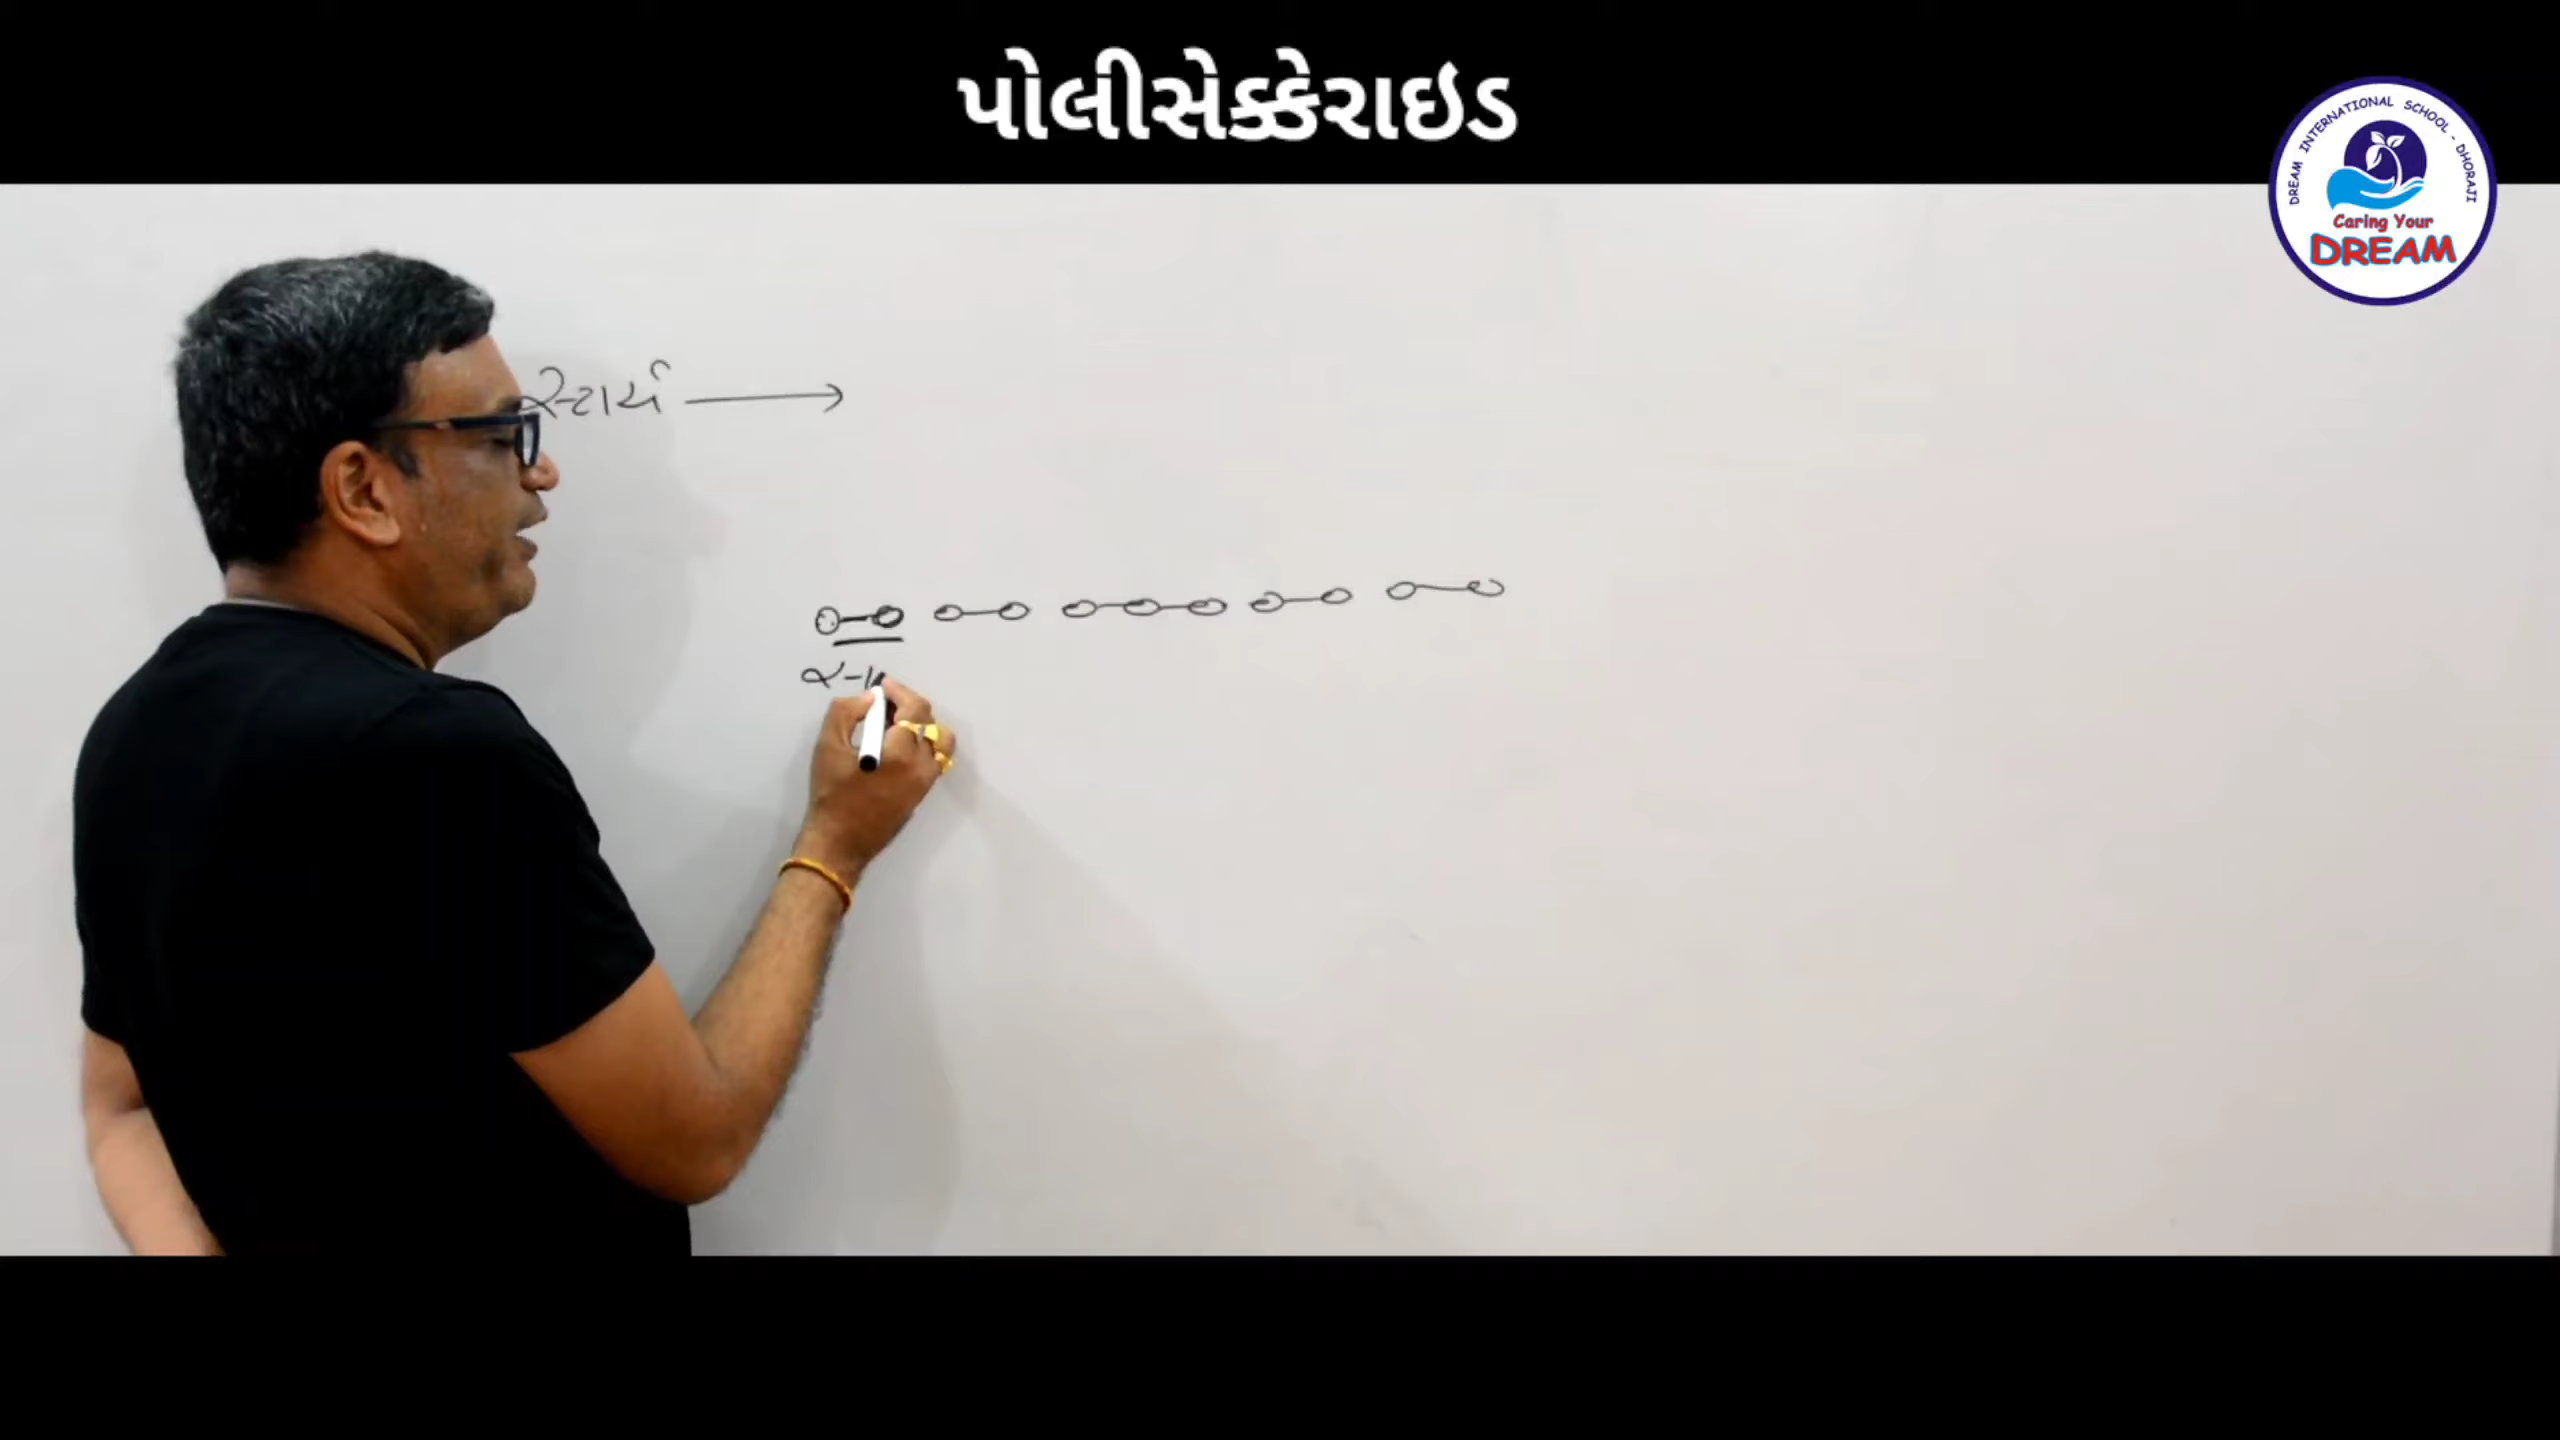 પોલીસેક્કેરાઇડ
DREAM INTERNATIONAL SCHOOL - DHORAJI
Caring Your
DREAM
સ્ટાર્ચ →
α-